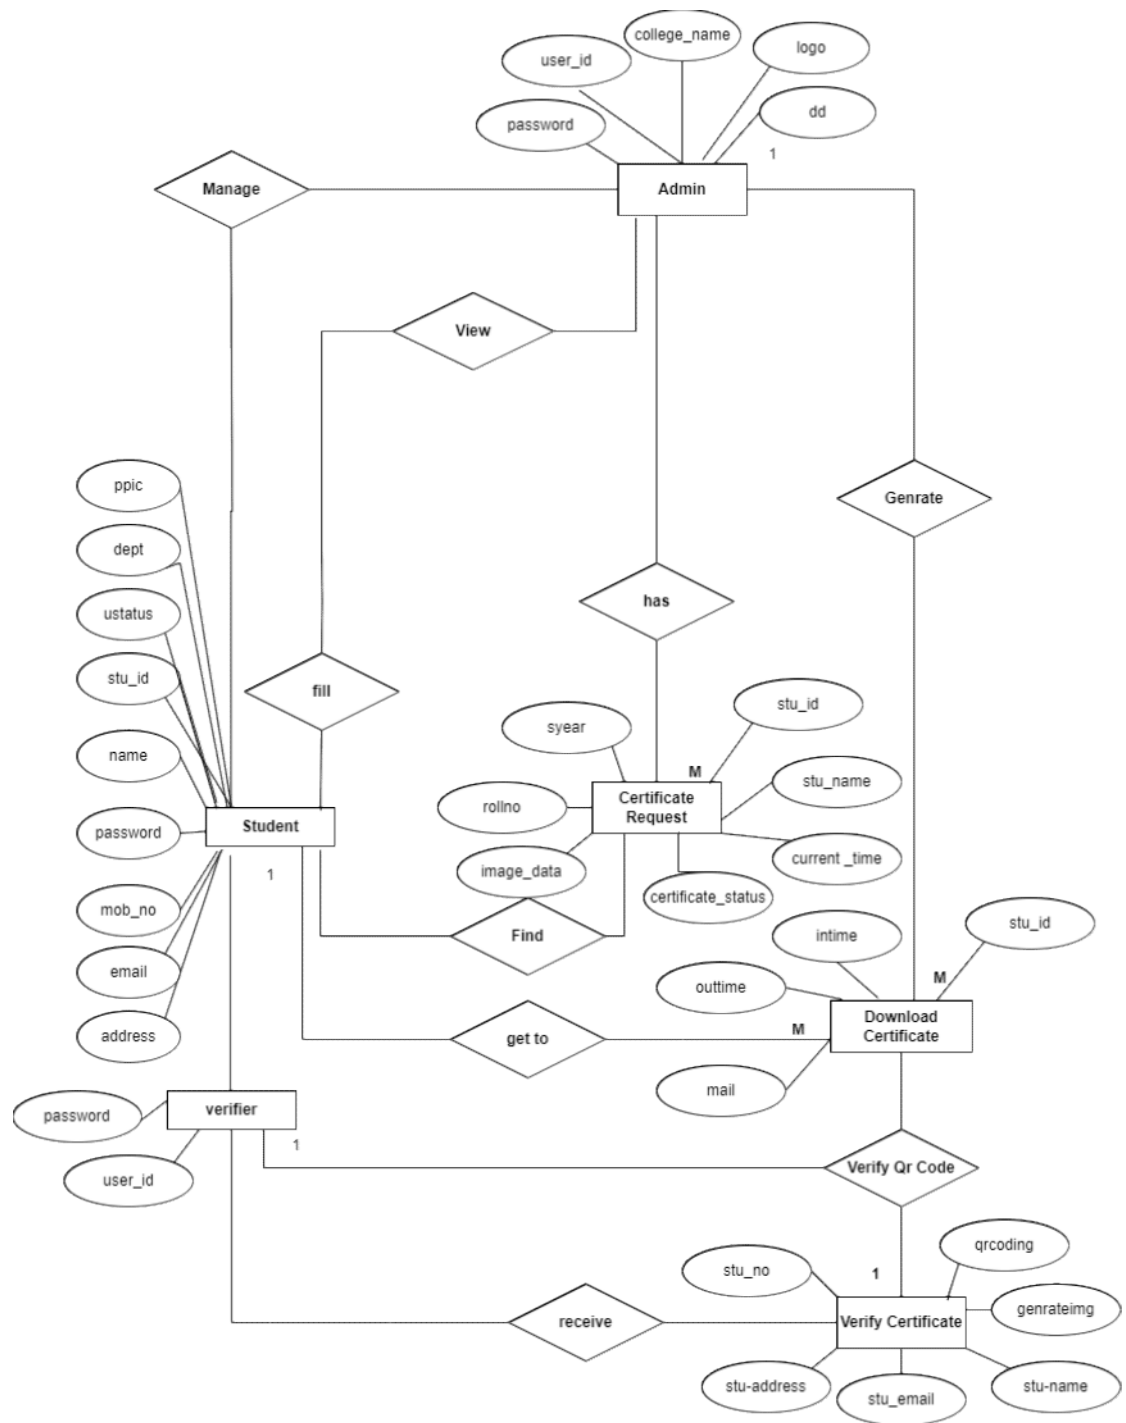 college_name
logo
user_id
dd
password
1
Manage
Admin
View
ppic
Genrate
dept
has
ustatus
stu_id
fill
stu_id
syear
name
M
stu_name
rollno
Certificate
Request
Student
password
current _time
image_data
1
certificate_status
mob_no
Find
intime
stu_id
email
outtime
M
Download
Certificate
address
get to
M
mail
password
verifier
1
Verify Qr Code
user_id
qrcoding
stu_no
1
genrateimg
receive
Verify Certificate
stu-address
stu_email
stu-name